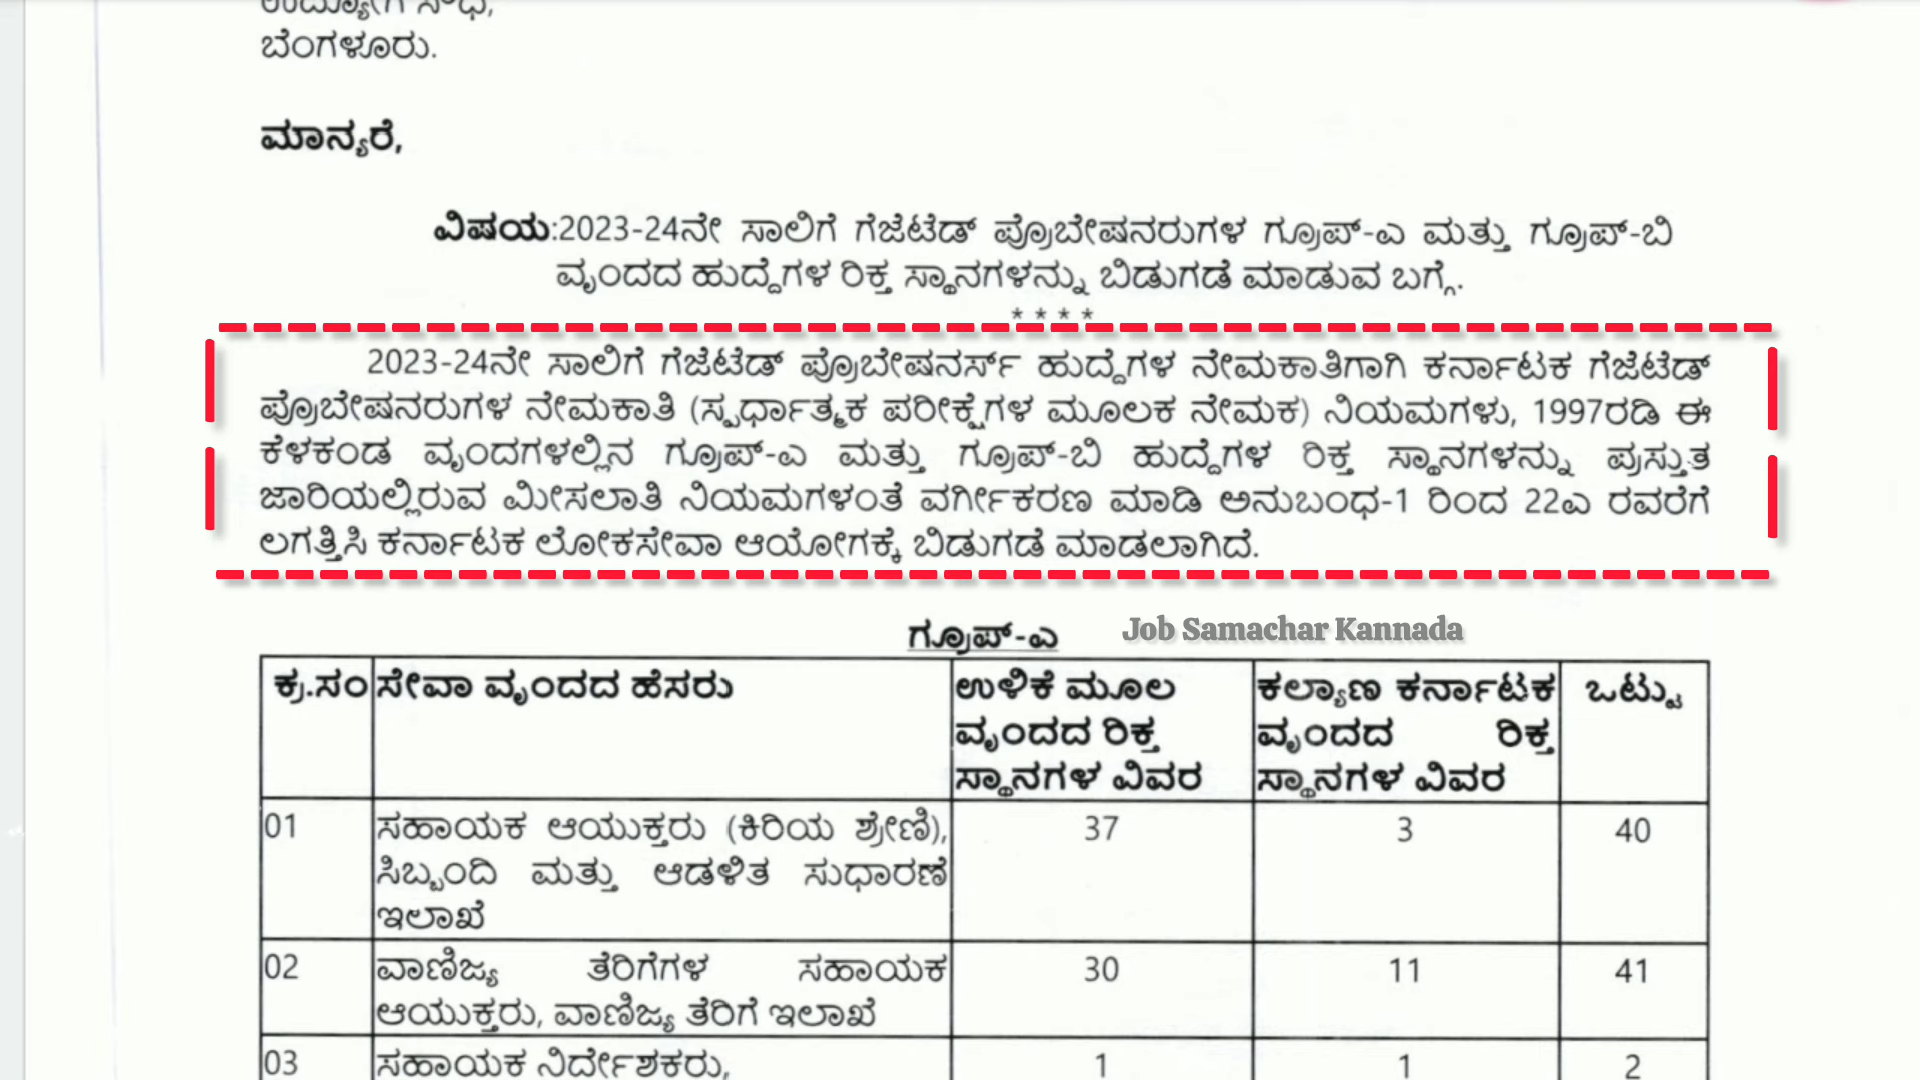 ಉದ್ಯೋಗ ಸೌಧ,
ಬೆಂಗಳೂರು.
ಮಾನ್ಯರೆ,
ವಿಷಯ:2023-24ನೇ ಸಾಲಿಗೆ ಗೆಜೆಟೆಡ್ ಪ್ರೊಬೇಷನರುಗಳ ಗ್ರೂಪ್-ಎ ಮತ್ತು ಗ್ರೂಪ್-ಬಿ
ವೃಂದದ ಹುದ್ದೆಗಳ ರಿಕ್ತ ಸ್ಥಾನಗಳನ್ನು ಬಿಡುಗಡೆ ಮಾಡುವ ಬಗ್ಗೆ.
* * * *
2023-24ನೇ ಸಾಲಿಗೆ ಗೆಜೆಟೆಡ್ ಪ್ರೊಬೇಷನರ್ಸ್ ಹುದ್ದೆಗಳ ನೇಮಕಾತಿಗಾಗಿ ಕರ್ನಾಟಕ ಗೆಜೆಟೆಡ್
ಪ್ರೊಬೇಷನರುಗಳ ನೇಮಕಾತಿ (ಸ್ಪರ್ಧಾತ್ಮಕ ಪರೀಕ್ಷೆಗಳ ಮೂಲಕ ನೇಮಕ) ನಿಯಮಗಳು, 1997ರಡಿ ಈ
ಕೆಳಕಂಡ ವೃಂದಗಳಲ್ಲಿನ ಗ್ರೂಪ್-ಎ ಮತ್ತು ಗ್ರೂಪ್-ಬಿ ಹುದ್ದೆಗಳ ರಿಕ್ತ ಸ್ಥಾನಗಳನ್ನು ಪ್ರಸ್ತುತ
ಜಾರಿಯಲ್ಲಿರುವ ಮೀಸಲಾತಿ ನಿಯಮಗಳಂತೆ ವರ್ಗೀಕರಣ ಮಾಡಿ ಅನುಬಂಧ-1 ರಿಂದ 22ಎ ರವರೆಗೆ
ಲಗತ್ತಿಸಿ ಕರ್ನಾಟಕ ಲೋಕಸೇವಾ ಆಯೋಗಕ್ಕೆ ಬಿಡುಗಡೆ ಮಾಡಲಾಗಿದೆ.
ಗ್ರೂಪ್-ಎ
Job Samachar Kannada
ಕ್ರ.ಸಂ ಸೇವಾ ವೃಂದದ ಹೆಸರು ಉಳಿಕೆ ಮೂಲ ಕಲ್ಯಾಣ ಕರ್ನಾಟಕ ಒಟ್ಟು
ವೃಂದದ ರಿಕ್ತ ವೃಂದದ ರಿಕ್ತ
ಸ್ಥಾನಗಳ ವಿವರ ಸ್ಥಾನಗಳ ವಿವರ
01 ಸಹಾಯಕ ಆಯುಕ್ತರು (ಕಿರಿಯ ಶ್ರೇಣಿ), 37 3 40
ಸಿಬ್ಬಂದಿ ಮತ್ತು ಆಡಳಿತ ಸುಧಾರಣೆ
ಇಲಾಖೆ
02 ವಾಣಿಜ್ಯ ತೆರಿಗೆಗಳ ಸಹಾಯಕ 30 11 41
ಆಯುಕ್ತರು, ವಾಣಿಜ್ಯ ತೆರಿಗೆ ಇಲಾಖೆ
03 ಸಹಾಯಕ ನಿರ್ದೇಶಕರು, 1 1 2